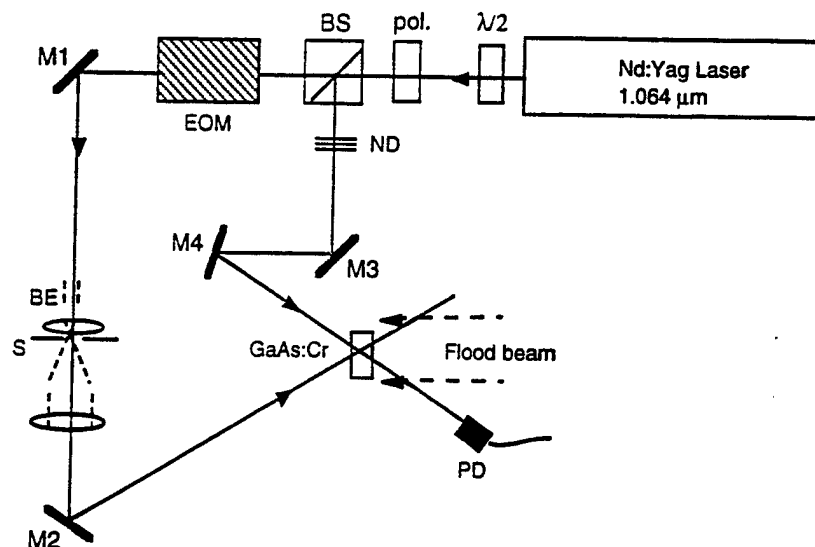 BS
pol.
λ/2
M1
Nd:Yag Laser
1.064 μm
EOM
ND
M4
M3
BE
S
GaAs:Cr
Flood beam
PD
M2